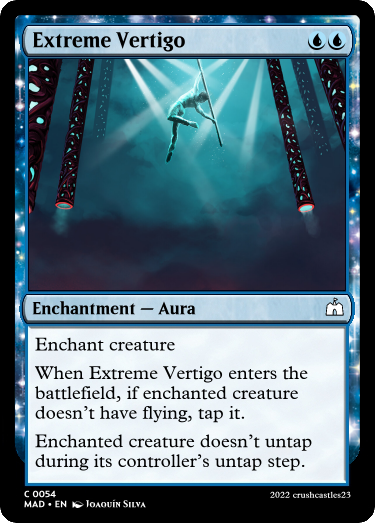 Extreme Vertigo
Enchantment — Aura
Enchant creature
When Extreme Vertigo enters the
battlefield, if enchanted creature
doesn't have flying, tap it.
Enchanted creature doesn't untap
during its controller's untap step.
C 0054
MAD • EN Joaquín Silva
2022 crushcastles23